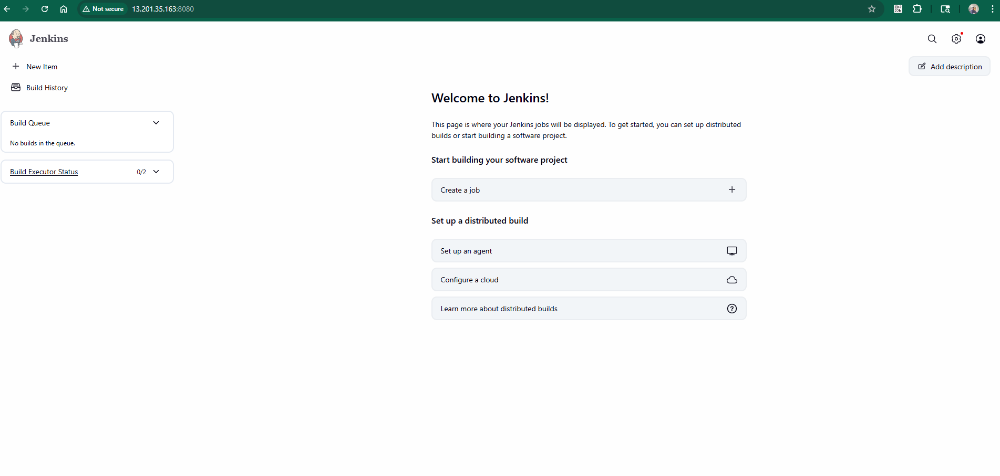 Not secure
13.201.35.163:8080
Jenkins
New Item
Add description
Build History
Welcome to Jenkins!
Build Queue
This page is where your Jenkins jobs will be displayed. To get started, you can set up distributed
builds or start building a software project.
No builds in the queue.
Start building your software project
Build Executor Status
0/2
Create a job
Set up a distributed build
Set up an agent
Configure a cloud
Learn more about distributed builds